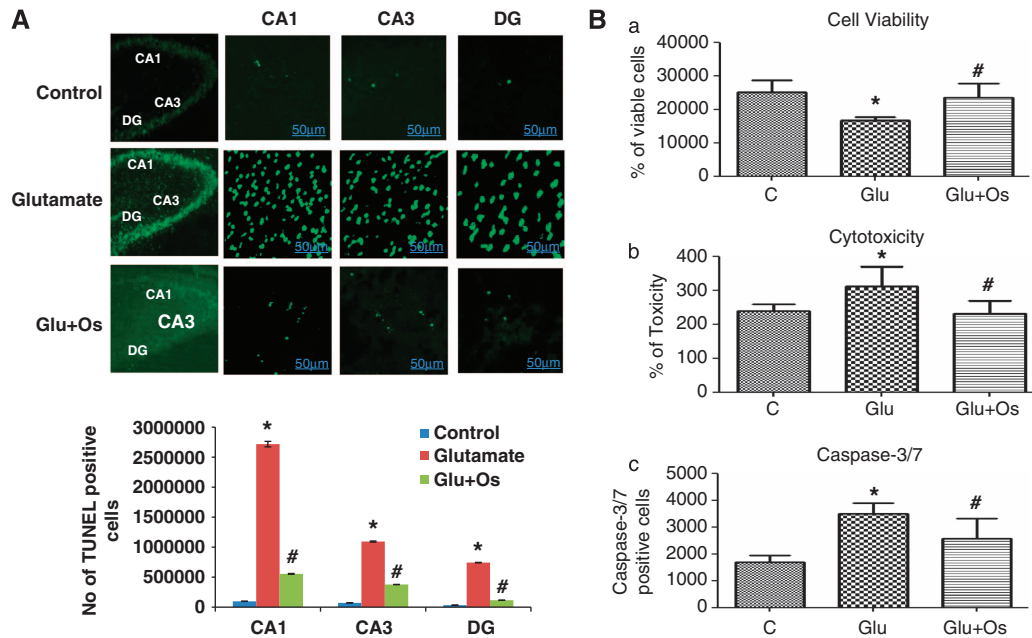 A
CA1 CA3 DG
Control
CA1
CA3
DG
50μm 50μm 50μm
Glutamate
CA1
CA3
DG
50μm 50μm 50μm
Glu+Os
CA1
CA3
DG
50μm 50μm 50μm
No of TUNEL positive
cells
3000000
2500000
2000000
1500000
1000000
500000
0
* # * # * #
Control
Glutamate
Glu+Os
CA1 CA3 DG
B
a
Cell Viability
% of viable cells
40000
30000
20000
10000
0
* #
C Glu Glu+Os
b
Cytotoxicity
% of Toxicity
400
300
200
100
0
* #
C Glu Glu+Os
c
Caspase-3/7
Caspase-3/7
positive cells
5000
4000
3000
2000
1000
0
* #
C Glu Glu+Os